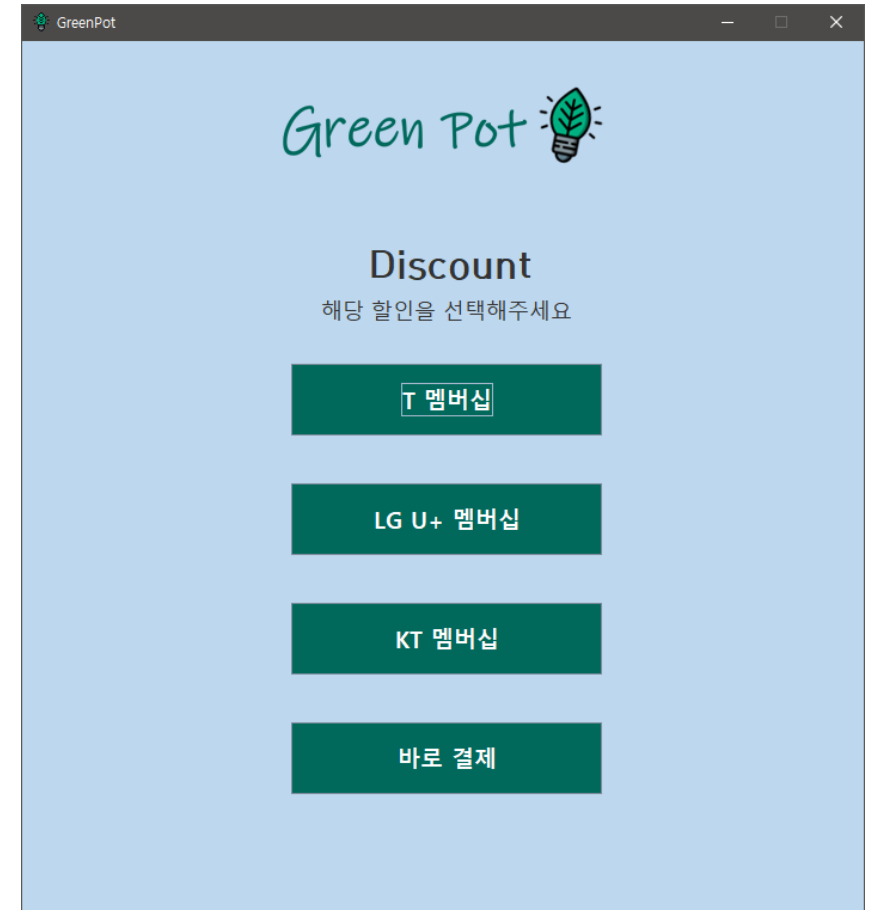 GreenPot
Green Pot
Discount
해당 할인을 선택해주세요
T 멤버십
LG U+ 멤버십
KT 멤버십
바로 결제